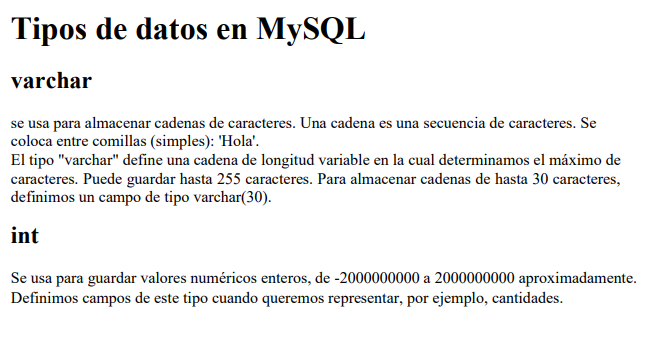 Tipos de datos en MySQL
varchar
se usa para almacenar cadenas de caracteres. Una cadena es una secuencia de caracteres. Se
coloca entre comillas (simples): 'Hola'.
El tipo "varchar" define una cadena de longitud variable en la cual determinamos el máximo de
caracteres. Puede guardar hasta 255 caracteres. Para almacenar cadenas de hasta 30 caracteres,
definimos un campo de tipo varchar(30).
int
Se usa para guardar valores numéricos enteros, de -2000000000 a 2000000000 aproximadamente.
Definimos campos de este tipo cuando queremos representar, por ejemplo, cantidades.